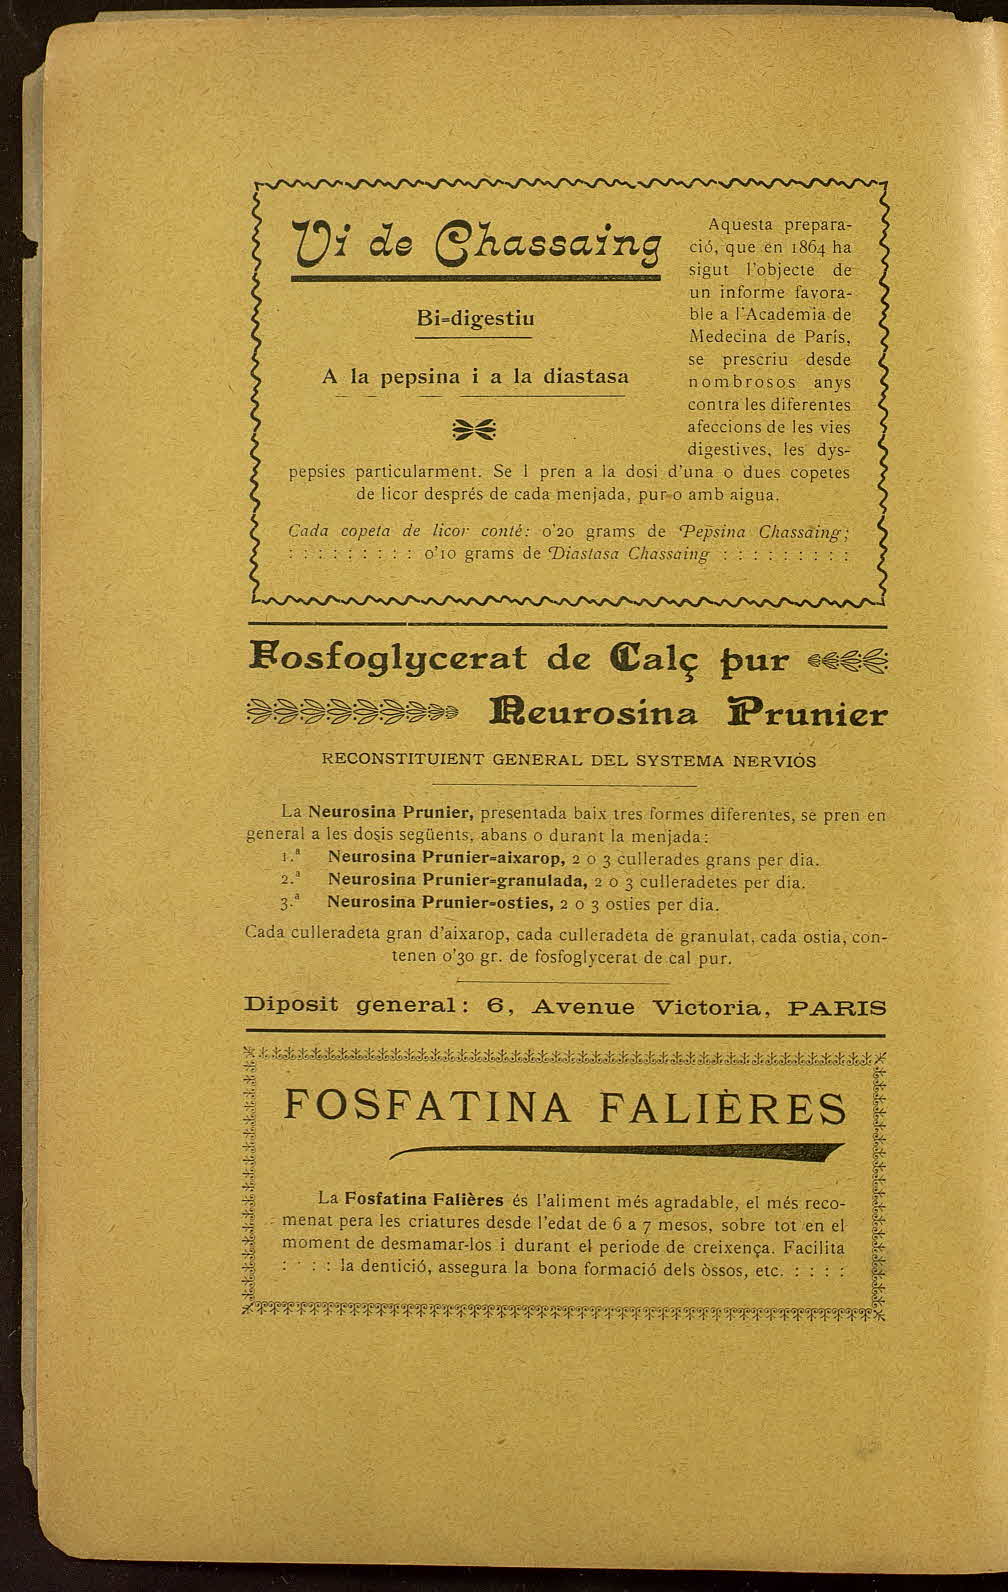 Vi de Chassaing
Bi-digestiu
A la pepsina i a la diastasa
Aquesta prepara-
ció, que en 1864 ha
sigut l'objecte de
un informe favora-
ble a l'Academia de
Medecina de París,
se prescriu desde
nombrosos anys
contra les diferentes
afeccions de les vies
digestives, les dys-
pepsies particularment. Se l pren a la dosi d'una o dues copetes
de licor després de cada menjada, pur o amb aigua.
Cada copeta de licor conté: 0'20 grams de Pepsina Chassaing;
: : : : : : : : : 0'10 grams de Diastasa Chassaing : : : : : : : : :
Fosfoglycerat de Calç pur
Neurosina Prunier
RECONSTITUIENT GENERAL DEL SYSTEMA NERVIÓS
La Neurosina Prunier, presentada baix tres formes diferentes, se pren en
general a les dosis següents, abans o durant la menjada:
1.ª Neurosina Prunier=aixarop, 2 o 3 cullerades grans per dia.
2.ª Neurosina Prunier=granulada, 2 o 3 culleradetes per dia.
3.ª Neurosina Prunier=osties, 2 o 3 osties per dia.
Cada culleradeta gran d'aixarop, cada culleradeta de granulat, cada ostia, con-
tenen 0'30 gr. de fosfoglycerat de cal pur.
Diposit general: 6, Avenue Victoria, PARIS
FOSFATINA FALIÈRES
La Fosfatina Falières és l'aliment més agradable, el més reco-
menat pera les criatures desde l'edat de 6 a 7 mesos, sobre tot en el
moment de desmamar-los i durant el periode de creixença. Facilita
: : : : la dentició, assegura la bona formació dels òssos, etc. : : : :